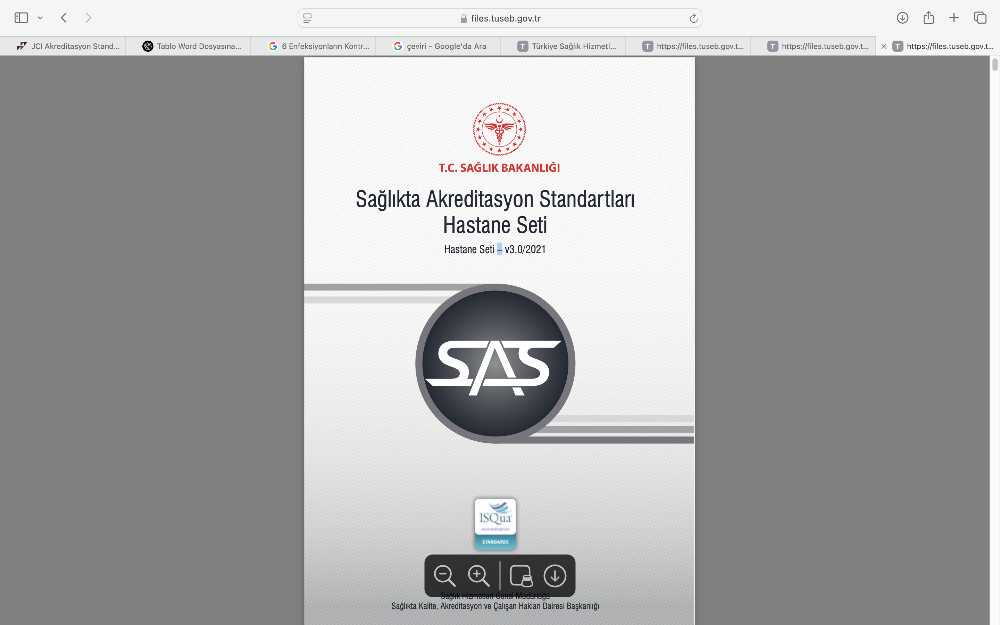 files.tuseb.gov.tr
JCI Akreditasyon Stand...
Tablo Word Dosyasına...
6 Enfeksiyonların Kontr...
çeviri - Google'da Ara
T Türkiye Sağlık Hizmetl...
T https://files.tuseb.gov.t...
T https://files.tuseb.gov.t...
T https://files.tuseb.gov.t...
T.C. SAĞLIK BAKANLIĞI
Sağlıkta Akreditasyon Standartları
Hastane Seti
Hastane Seti – v3.0/2021
SAS
ISQua
Accreditation
STANDARDS
Sağlık Hizmetleri Genel Müdürlüğü
Sağlıkta Kalite, Akreditasyon ve Çalışan Hakları Dairesi Başkanlığı